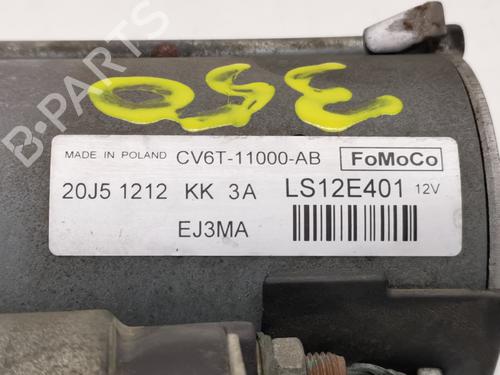 350
MADE IN POLAND CV6T-11000-AB FoMoCo
20J5 1212 KK 3A LS12E401 12V
EJ3MA
B-PARTS